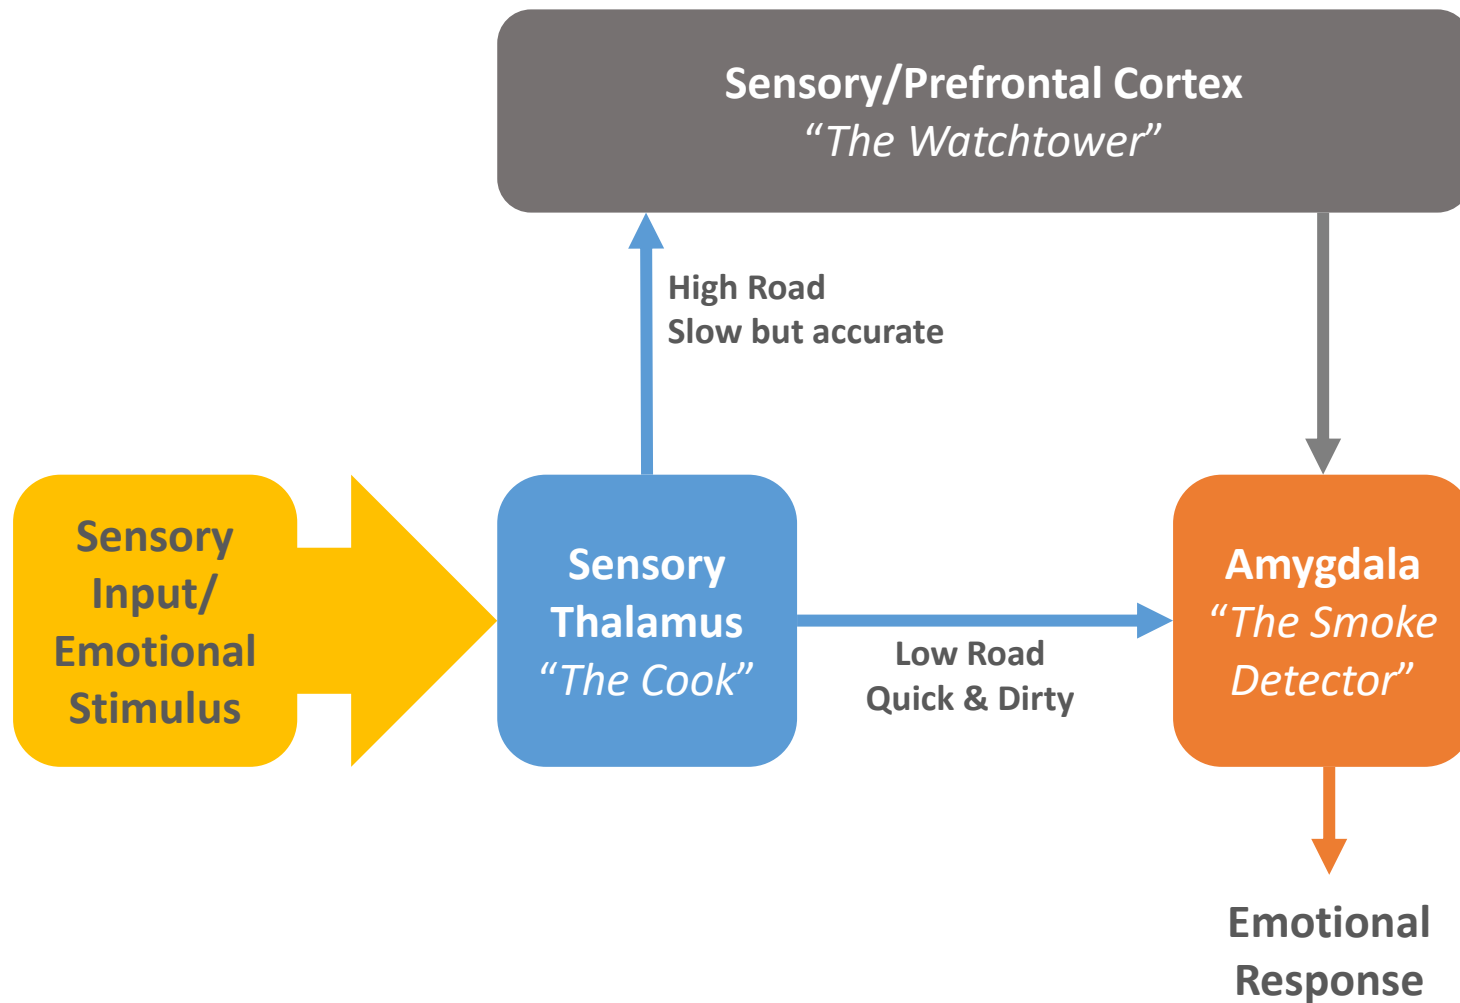 Sensory/Prefrontal Cortex
“The Watchtower”
High Road
Slow but accurate
Sensory
Input/
Emotional
Stimulus
Sensory
Thalamus
“The Cook”
Low Road
Quick & Dirty
Amygdala
“The Smoke
Detector”
Emotional
Response